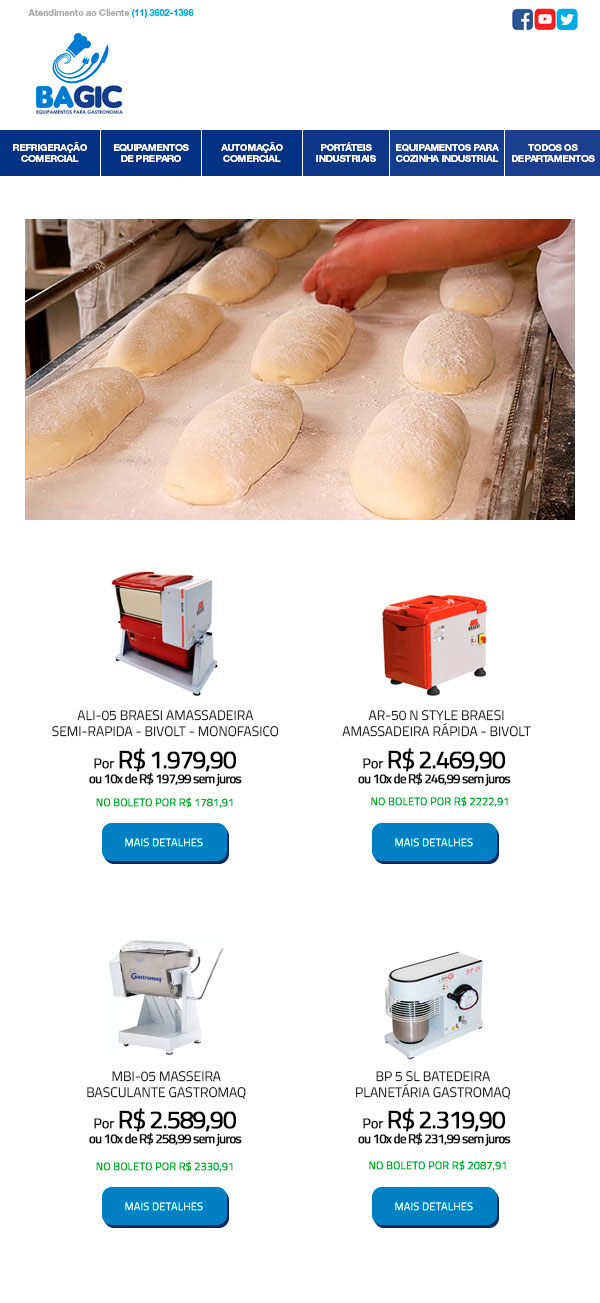 Atendimento ao Cliente (11) 3602-1396
BAGIC
EQUIPAMENTOS PARA GASTRONOMIA
REFRIGERAÇÃO
COMERCIAL
EQUIPAMENTOS
DE PREPARO
AUTOMAÇÃO
COMERCIAL
PORTÁTEIS
INDUSTRIAIS
EQUIPAMENTOS PARA
COZINHA INDUSTRIAL
TODOS OS
DEPARTAMENTOS
ALI-05 BRAESI AMASSADEIRA
SEMI-RAPIDA - BIVOLT - MONOFASICO
Por R$ 1.979,90
ou 10x de R$ 197,99 sem juros
NO BOLETO POR R$ 1781,91
MAIS DETALHES
BRAESI
AR-50 N STYLE BRAESI
AMASSADEIRA RÁPIDA - BIVOLT
Por R$ 2.469,90
ou 10x de R$ 246,99 sem juros
NO BOLETO POR R$ 2222,91
MAIS DETALHES
Gastromaq
MBI-05 MASSEIRA
BASCULANTE GASTROMAQ
Por R$ 2.589,90
ou 10x de R$ 258,99 sem juros
NO BOLETO POR R$ 2330,91
MAIS DETALHES
BP 5 SL BATEDEIRA
PLANETÁRIA GASTROMAQ
Por R$ 2.319,90
ou 10x de R$ 231,99 sem juros
NO BOLETO POR R$ 2087,91
MAIS DETALHES